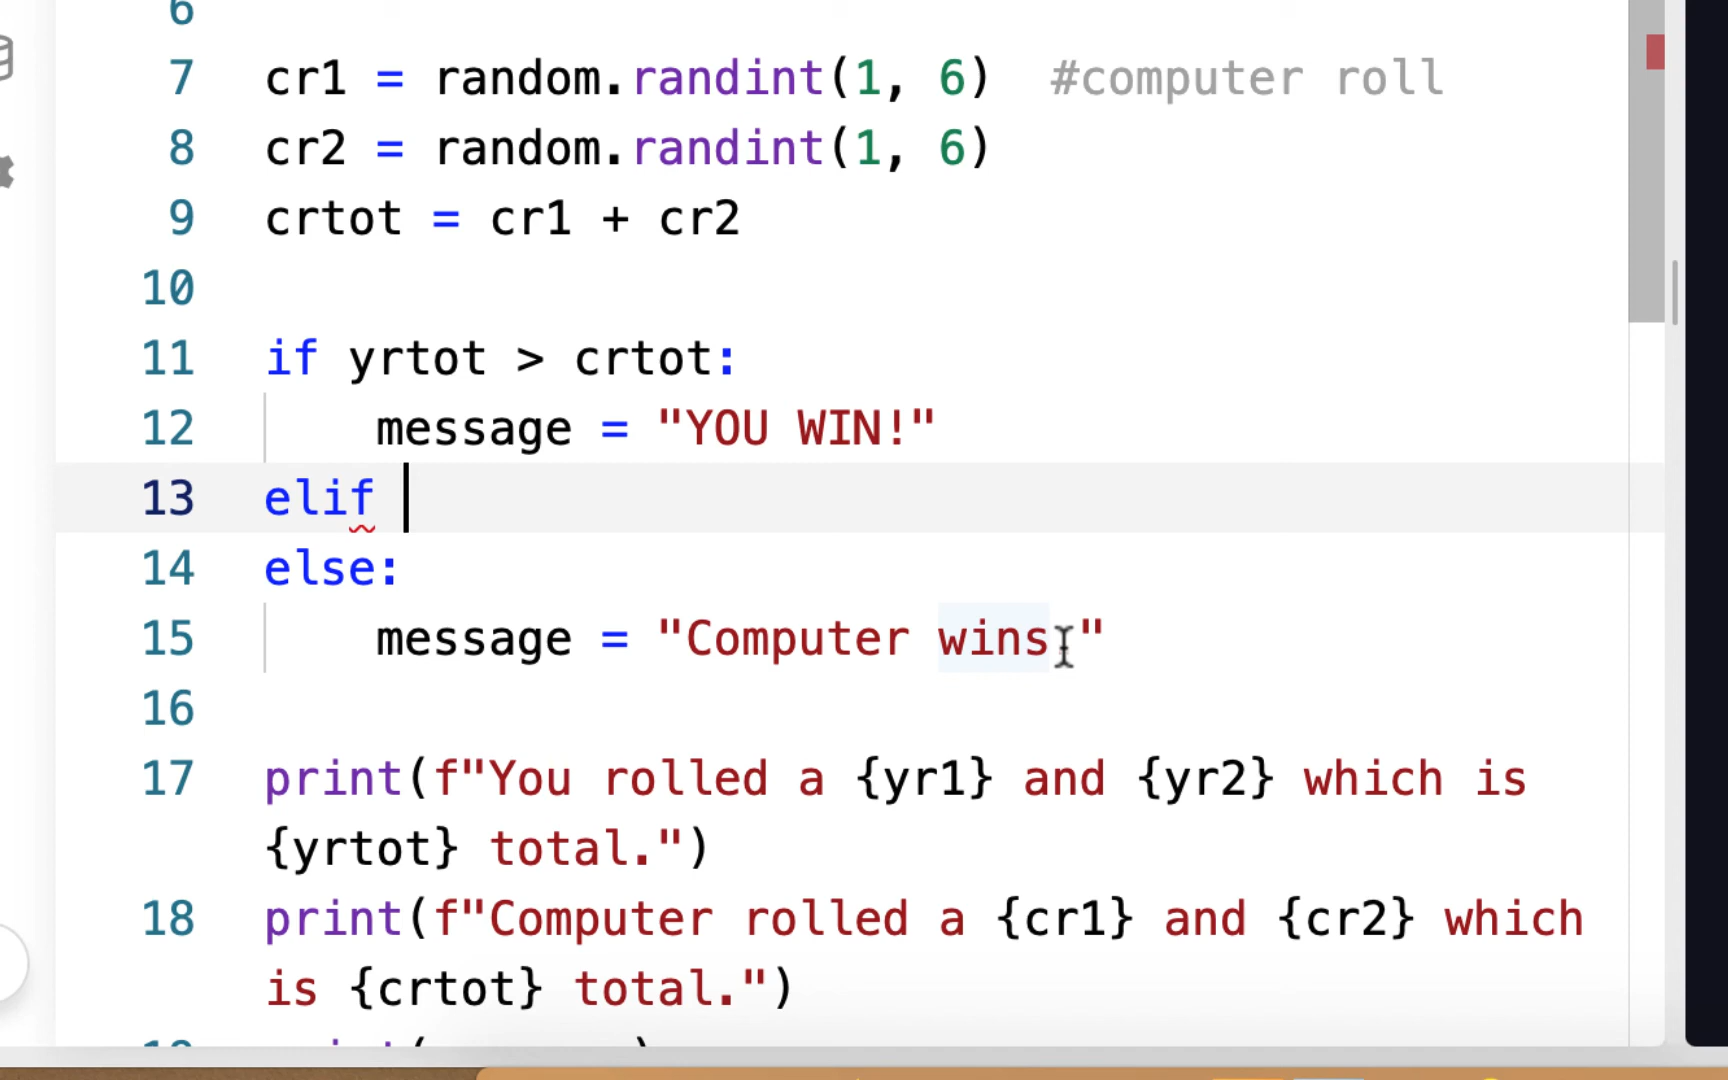 6
7 cr1 = random.randint(1, 6)  #computer roll
8 cr2 = random.randint(1, 6)
9 crtot = cr1 + cr2
10
11 if yrtot > crtot:
12     message = "YOU WIN!"
13 elif
14 else:
15     message = "Computer wins "
16
17 print(f"You rolled a {yr1} and {yr2} which is
{yrtot} total.")
18 print(f"Computer rolled a {cr1} and {cr2} which
is {crtot} total.")